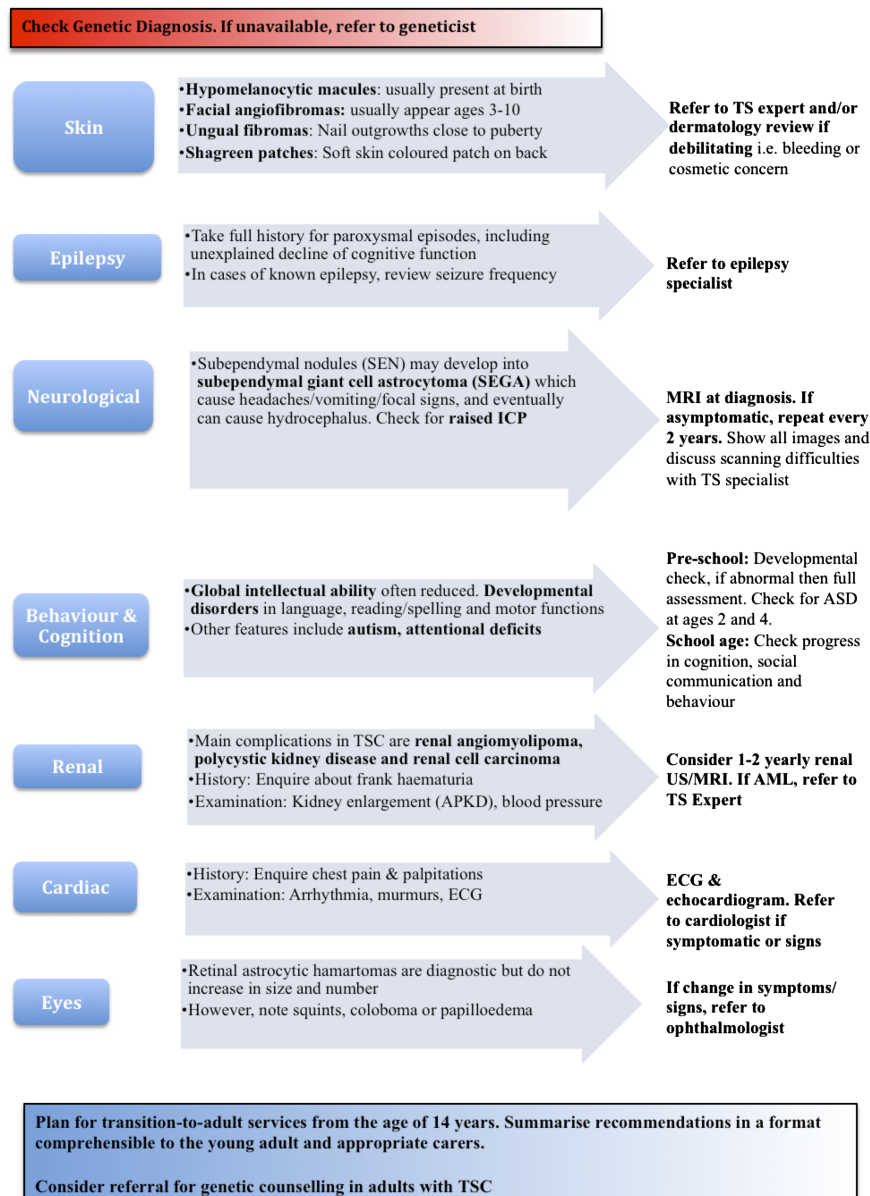 Check Genetic Diagnosis. If unavailable, refer to geneticist
Skin
•Hypomelanocytic macules: usually present at birth
•Facial angiofibromas: usually appear ages 3-10
•Ungual fibromas: Nail outgrowths close to puberty
•Shagreen patches: Soft skin coloured patch on back
Refer to TS expert and/or
dermatology review if
debilitating i.e. bleeding or
cosmetic concern
Epilepsy
•Take full history for paroxysmal episodes, including
unexplained decline of cognitive function
•In cases of known epilepsy, review seizure frequency
Refer to epilepsy
specialist
Neurological
•Subependymal nodules (SEN) may develop into
subependymal giant cell astrocytoma (SEGA) which
cause headaches/vomiting/focal signs, and eventually
can cause hydrocephalus. Check for raised ICP
MRI at diagnosis. If
asymptomatic, repeat every
2 years. Show all images and
discuss scanning difficulties
with TS specialist
Behaviour &
Cognition
•Global intellectual ability often reduced. Developmental
disorders in language, reading/spelling and motor functions
•Other features include autism, attentional deficits
Pre-school: Developmental
check, if abnormal then full
assessment. Check for ASD
at ages 2 and 4.
School age: Check progress
in cognition, social
communication and
behaviour
Renal
•Main complications in TSC are renal angiomyolipoma,
polycystic kidney disease and renal cell carcinoma
•History: Enquire about frank haematuria
•Examination: Kidney enlargement (APKD), blood pressure
Consider 1-2 yearly renal
US/MRI. If AML, refer to
TS Expert
Cardiac
•History: Enquire chest pain & palpitations
•Examination: Arrhythmia, murmurs, ECG
ECG &
echocardiogram. Refer
to cardiologist if
symptomatic or signs
Eyes
•Retinal astrocytic hamartomas are diagnostic but do not
increase in size and number
•However, note squints, coloboma or papilloedema
If change in symptoms/
signs, refer to
ophthalmologist
Plan for transition-to-adult services from the age of 14 years. Summarise recommendations in a format
comprehensible to the young adult and appropriate carers.
Consider referral for genetic counselling in adults with TSC